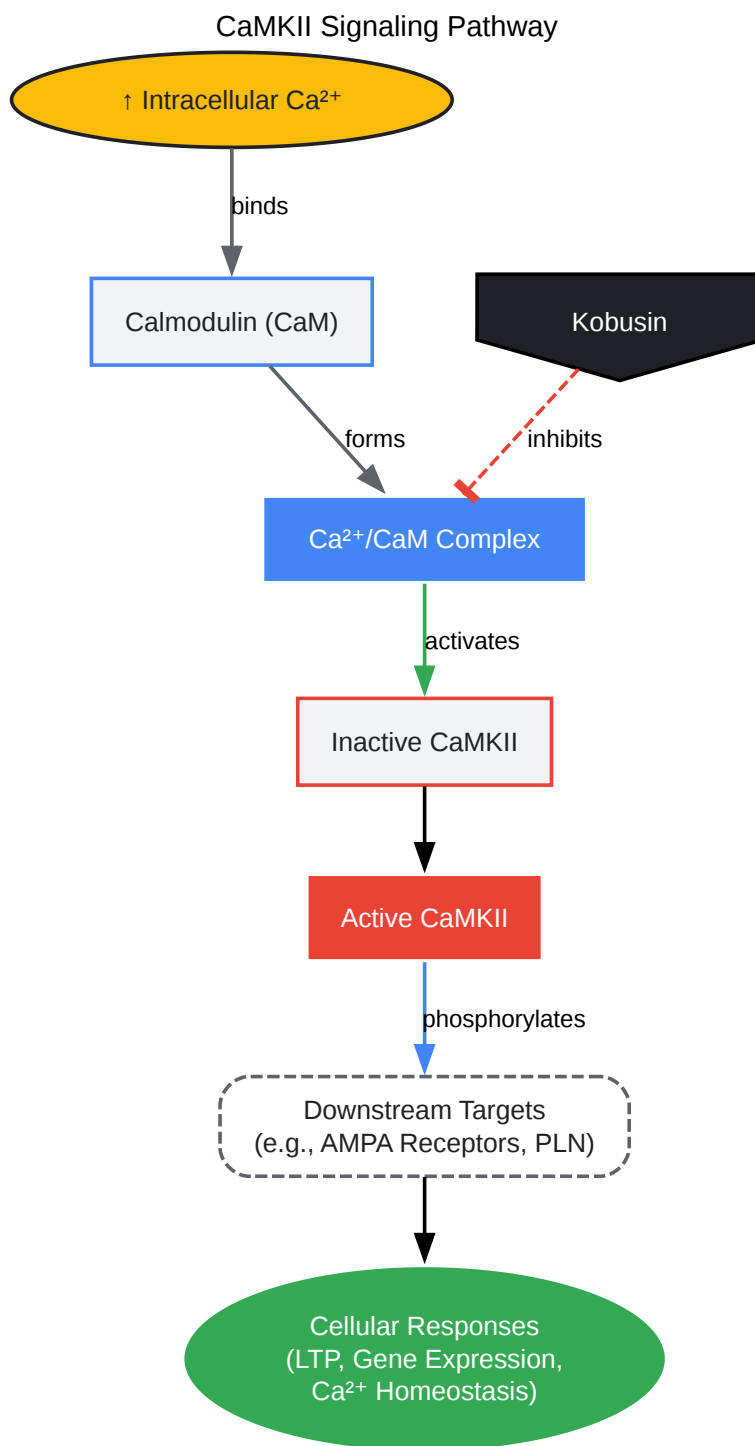 CaMKII Signaling Pathway
↑ Intracellular Ca²⁺
binds
Calmodulin (CaM)
Kobusin
forms
inhibits
Ca²⁺/CaM Complex
activates
Inactive CaMKII
Active CaMKII
phosphorylates
Downstream Targets
(e.g., AMPA Receptors, PLN)
Cellular Responses
(LTP, Gene Expression,
Ca²⁺ Homeostasis)